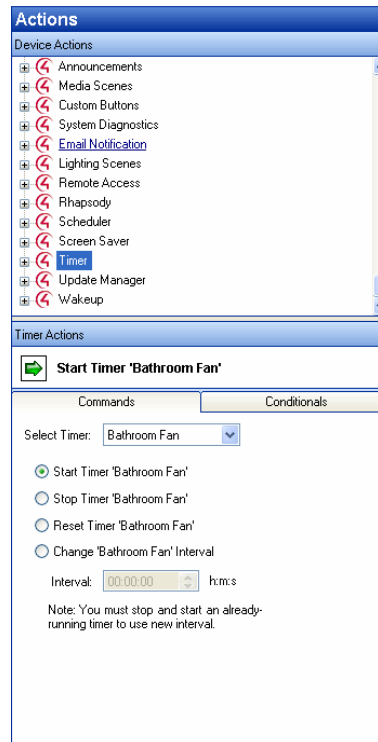 Actions
Device Actions
Announcements
Media Scenes
Custom Buttons
System Diagnostics
Email Notification
Lighting Scenes
Remote Access
Rhapsody
Scheduler
Screen Saver
Timer
Update Manager
Wakeup
Timer Actions
Start Timer 'Bathroom Fan'
Commands Conditionals
Select Timer: Bathroom Fan
Start Timer 'Bathroom Fan'
Stop Timer 'Bathroom Fan'
Reset Timer 'Bathroom Fan'
Change 'Bathroom Fan' Interval
Interval: 00:00:00 h:m:s
Note: You must stop and start an already-
running timer to use new interval.